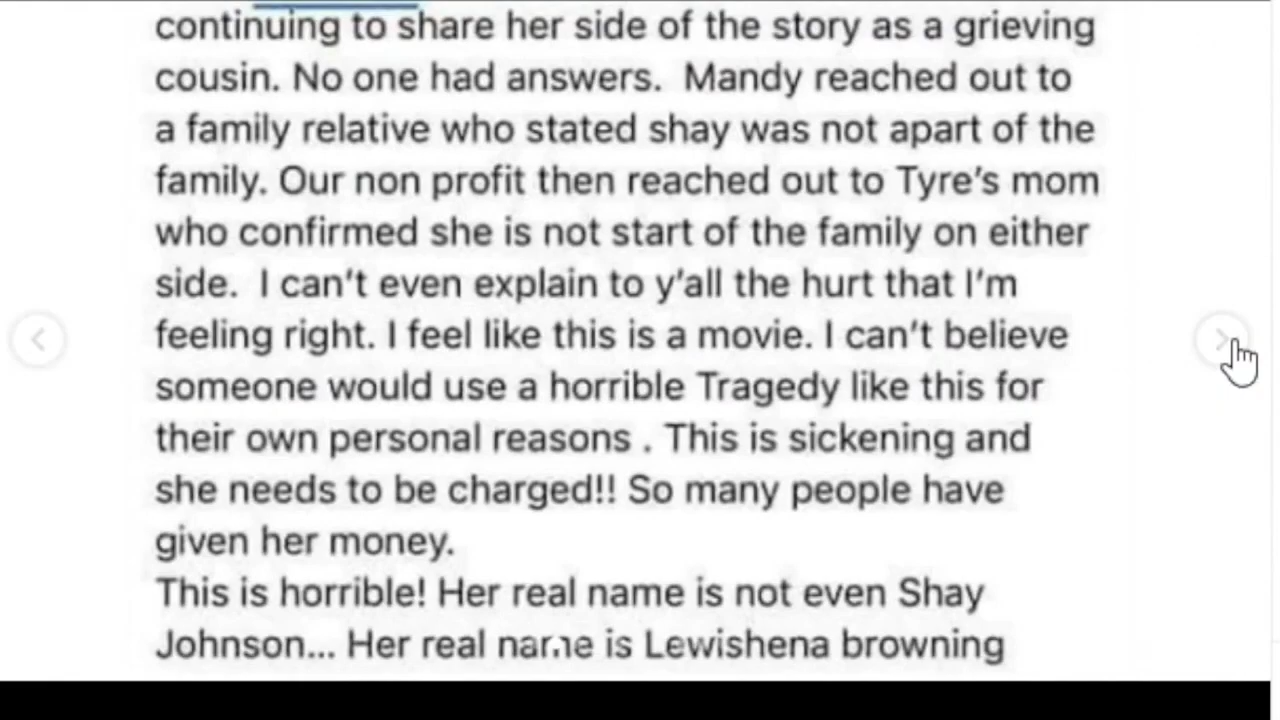 continuing to share her side of the story as a grieving
cousin. No one had answers.  Mandy reached out to
a family relative who stated shay was not apart of the
family. Our non profit then reached out to Tyre’s mom
who confirmed she is not start of the family on either
side.  I can’t even explain to y’all the hurt that I’m
feeling right. I feel like this is a movie. I can’t believe
someone would use a horrible Tragedy like this for
their own personal reasons . This is sickening and
she needs to be charged!! So many people have
given her money.
This is horrible! Her real name is not even Shay
Johnson... Her real name is Lewishena browning